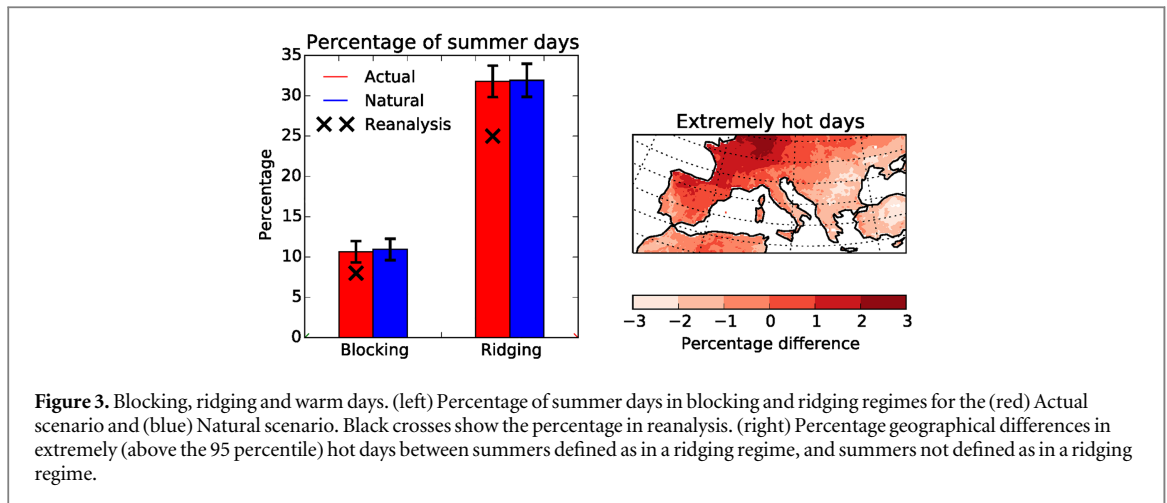 Percentage of summer days
35
30
25
20
15
10
5
0
Percentage
Actual
Natural
Reanalysis
Blocking
Ridging
Extremely hot days
−3 −2 −1 0 1 2 3
Percentage difference
Figure 3. Blocking, ridging and warm days. (left) Percentage of summer days in blocking and ridging regimes for the (red) Actual
scenario and (blue) Natural scenario. Black crosses show the percentage in reanalysis. (right) Percentage geographical differences in
extremely (above the 95 percentile) hot days between summers defined as in a ridging regime, and summers not defined as in a ridging
regime.